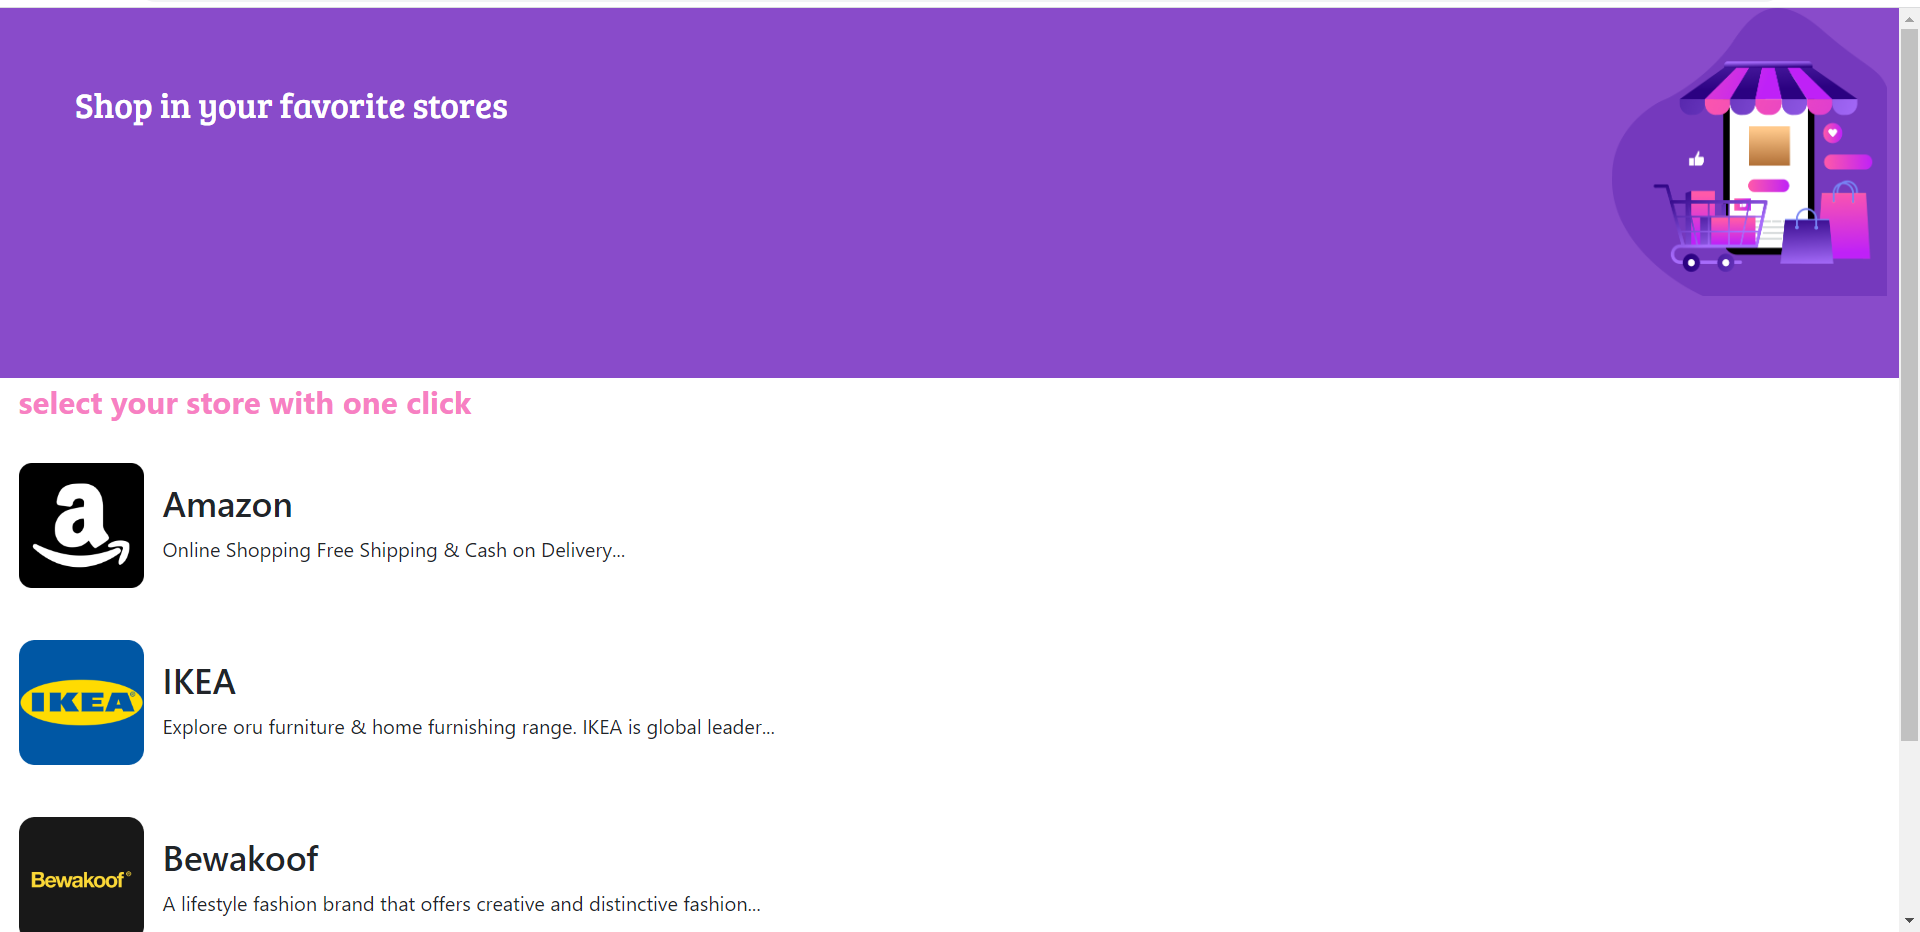 Shop in your favorite stores
select your store with one click
a
Amazon
Online Shopping Free Shipping & Cash on Delivery...
IKEA®
IKEA
Explore oru furniture & home furnishing range. IKEA is global leader...
Bewakoof®
Bewakoof
A lifestyle fashion brand that offers creative and distinctive fashion...